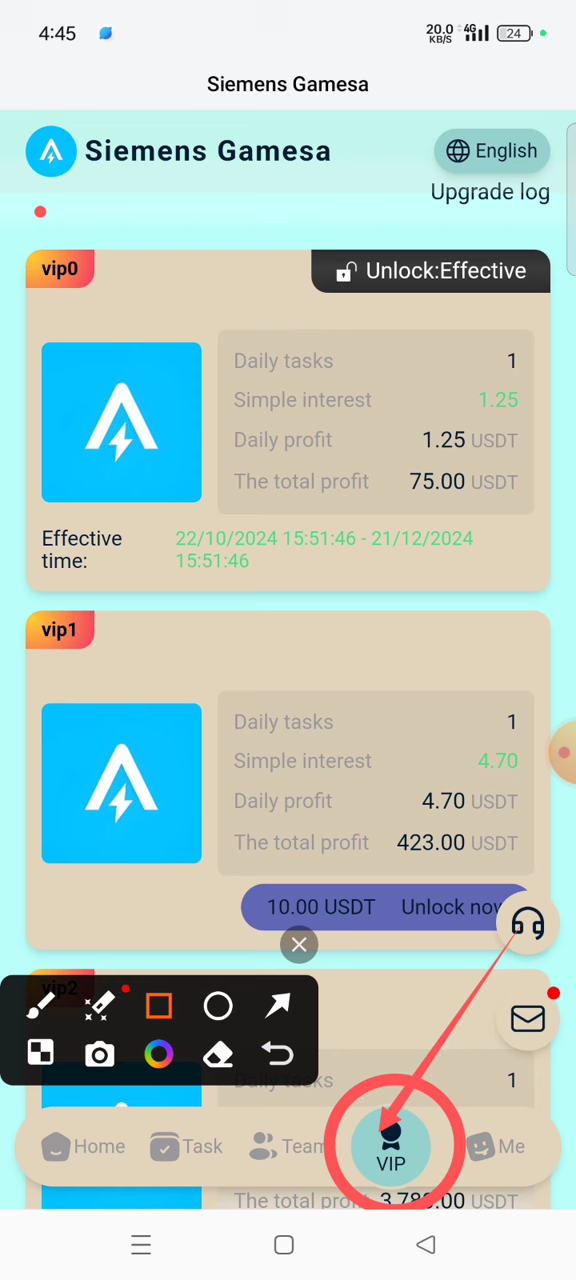 4:45 20.0 KB/S 4G 24
Siemens Gamesa
Siemens Gamesa English
Upgrade log
vip0 Unlock:Effective
Daily tasks 1
Simple interest 1.25
Daily profit 1.25 USDT
The total profit 75.00 USDT
Effective time: 22/10/2024 15:51:46 - 21/12/2024 15:51:46
vip1
Daily tasks 1
Simple interest 4.70
Daily profit 4.70 USDT
The total profit 423.00 USDT
10.00 USDT Unlock now
vip2
Daily tasks 1
Home Task Team VIP Me
The total profit USDT